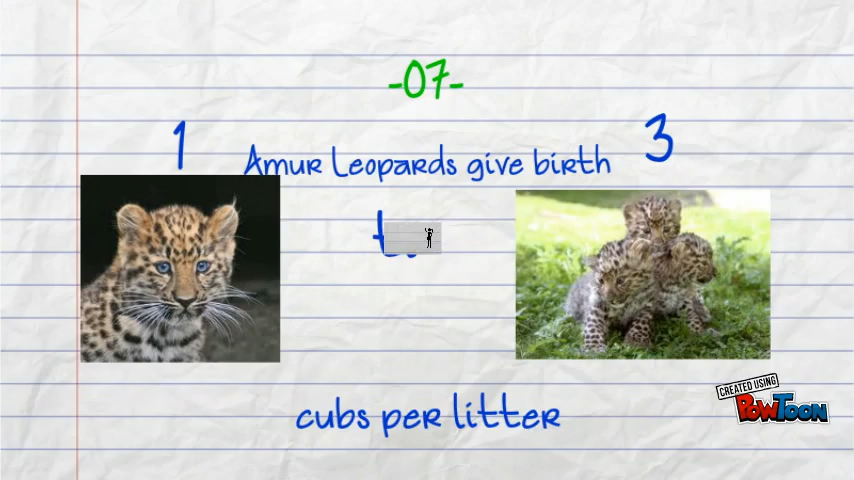 -07-
1
3
Amur Leopards give birth
cubs per litter
CREATED USING
POWTOON